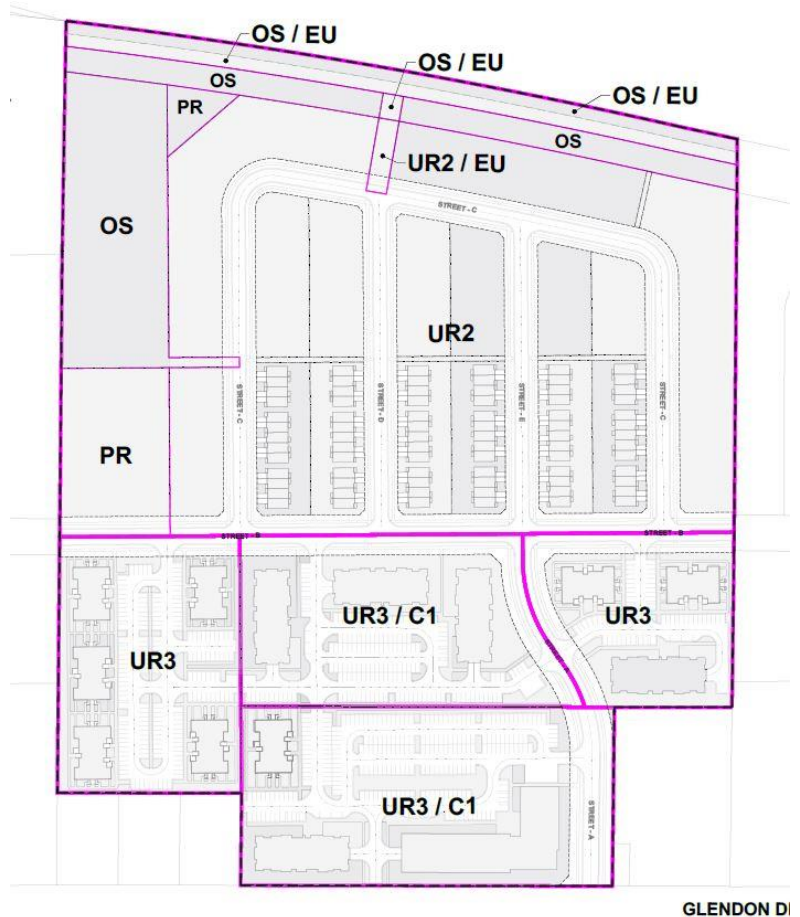 OS / EU
OS / EU
OS / EU
OS
PR
OS
UR2 / EU
STREET - C
OS
UR2
STREET - C
STREET - D
STREET - E
STREET - C
PR
STREET - B
STREET - B
UR3 / C1
UR3
UR3
UR3 / C1
STREET - A
GLENDON DR